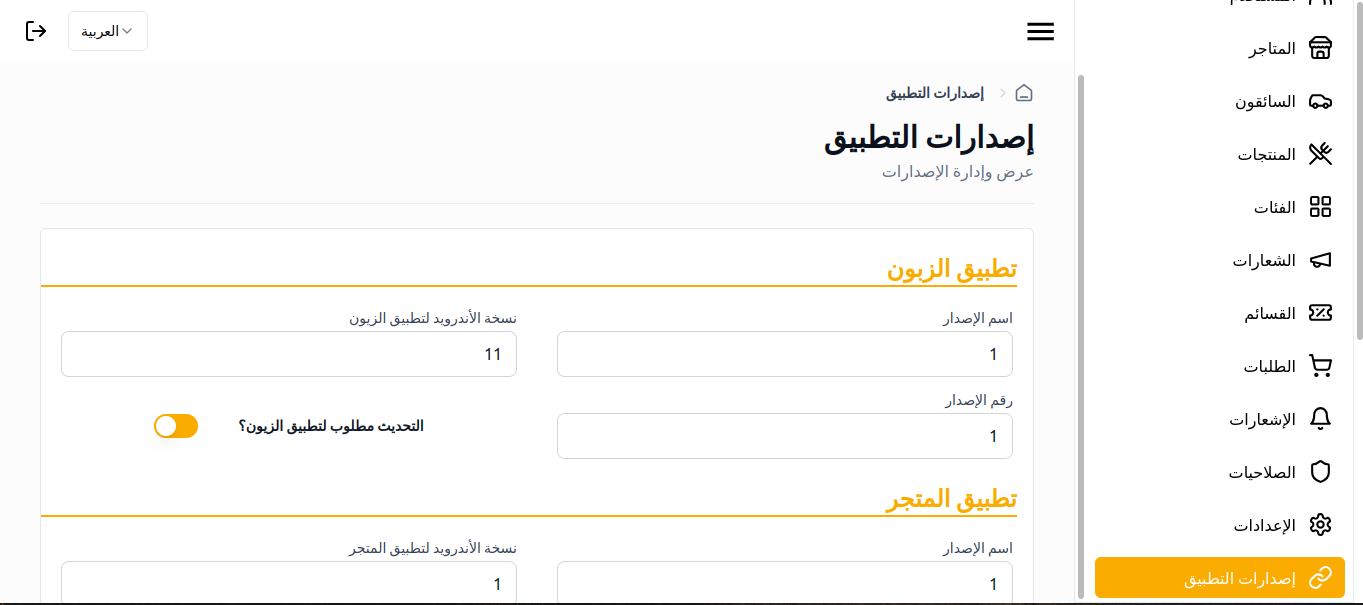 العربية
المتاجر
السائقون
المنتجات
الفئات
الشعارات
القسائم
الطلبات
الإشعارات
الصلاحيات
الإعدادات
إصدارات التطبيق
إصدارات التطبيق
إصدارات التطبيق
عرض وإدارة الإصدارات
تطبيق الزبون
اسم الإصدار
نسخة الأندرويد لتطبيق الزبون
1
11
رقم الإصدار
1
التحديث مطلوب لتطبيق الزبون؟
تطبيق المتجر
اسم الإصدار
نسخة الأندرويد لتطبيق المتجر
1
1